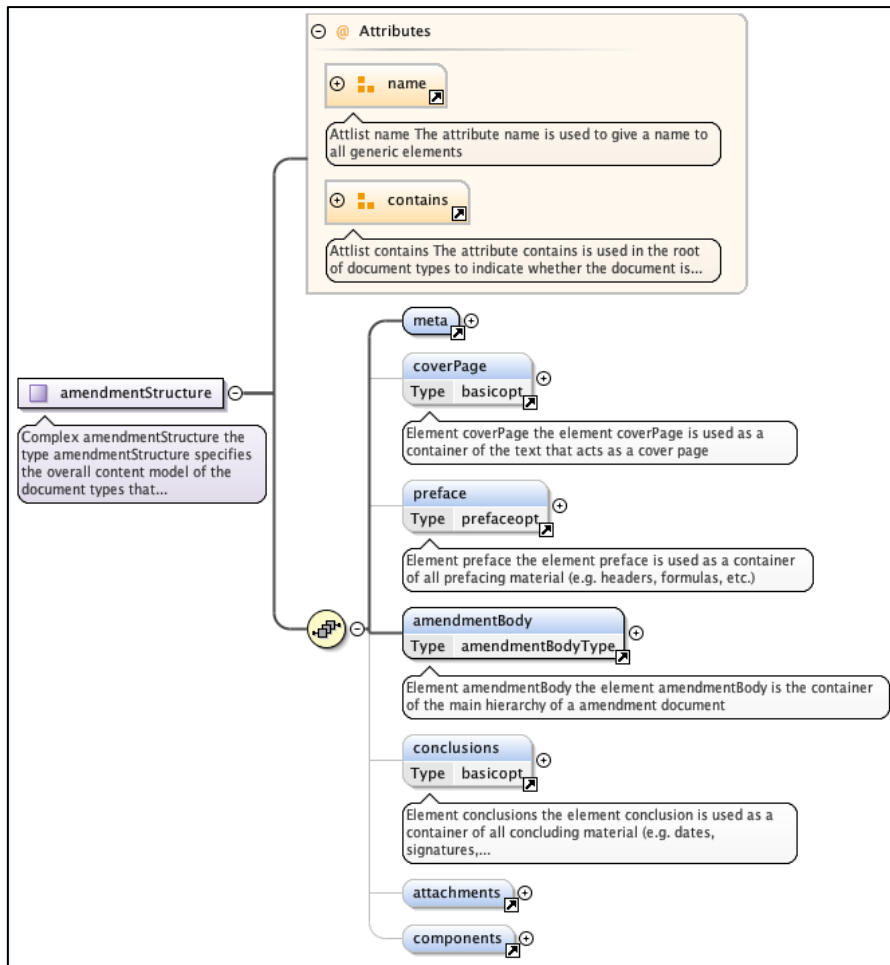 @ Attributes
name
Attlist name The attribute name is used to give a name to
all generic elements
contains
Attlist contains The attribute contains is used in the root
of document types to indicate whether the document is...
meta
coverPage
Type basicopt
Element coverPage the element coverPage is used as a
container of the text that acts as a cover page
amendmentStructure
Complex amendmentStructure the
type amendmentStructure specifies
the overall content model of the
document types that...
preface
Type prefaceopt
Element preface the element preface is used as a container
of all prefacing material (e.g. headers, formulas, etc.)
amendmentBody
Type amendmentBodyType
Element amendmentBody the element amendmentBody is the container
of the main hierarchy of a amendment document
conclusions
Type basicopt
Element conclusions the element conclusion is used as a
container of all concluding material (e.g. dates,
signatures,...
attachments
components